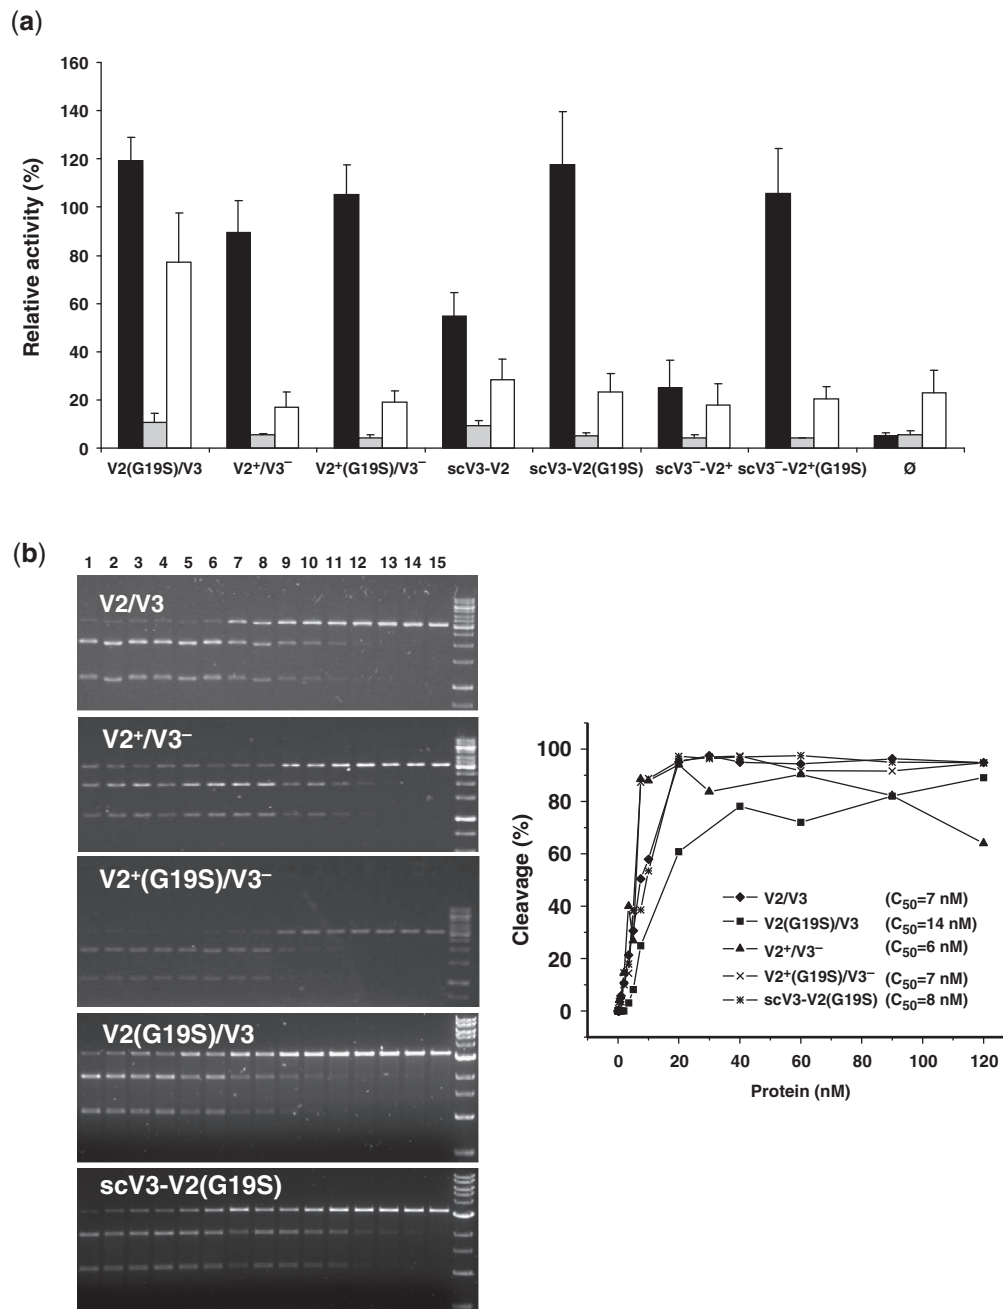 (a)
160
140
120
100
80
60
40
20
0
Relative activity (%)
V2(G19S)/V3 V2⁺/V3⁻ V2⁺(G19S)/V3⁻ scV3-V2 scV3-V2(G19S) scV3⁻-V2⁺ scV3⁻-V2⁺(G19S) Ø
(b)
1 2 3 4 5 6 7 8 9 10 11 12 13 14 15
V2/V3
V2⁺/V3⁻
V2⁺(G19S)/V3⁻
V2(G19S)/V3
scV3-V2(G19S)
100
80
60
40
20
0
Cleavage (%)
V2/V3 (C₅₀=7 nM)
V2(G19S)/V3 (C₅₀=14 nM)
V2⁺/V3⁻ (C₅₀=6 nM)
V2⁺(G19S)/V3⁻ (C₅₀=7 nM)
scV3-V2(G19S) (C₅₀=8 nM)
0 20 40 60 80 100 120
Protein (nM)